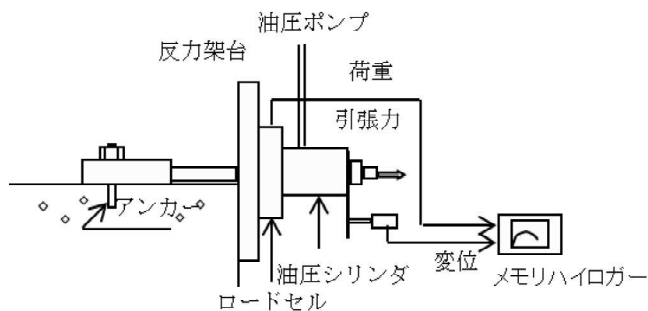 油圧ポンプ
反力架台
荷重
引張力
アンカー
変位
油圧シリンダ
メモリハイロガー
ロードセル